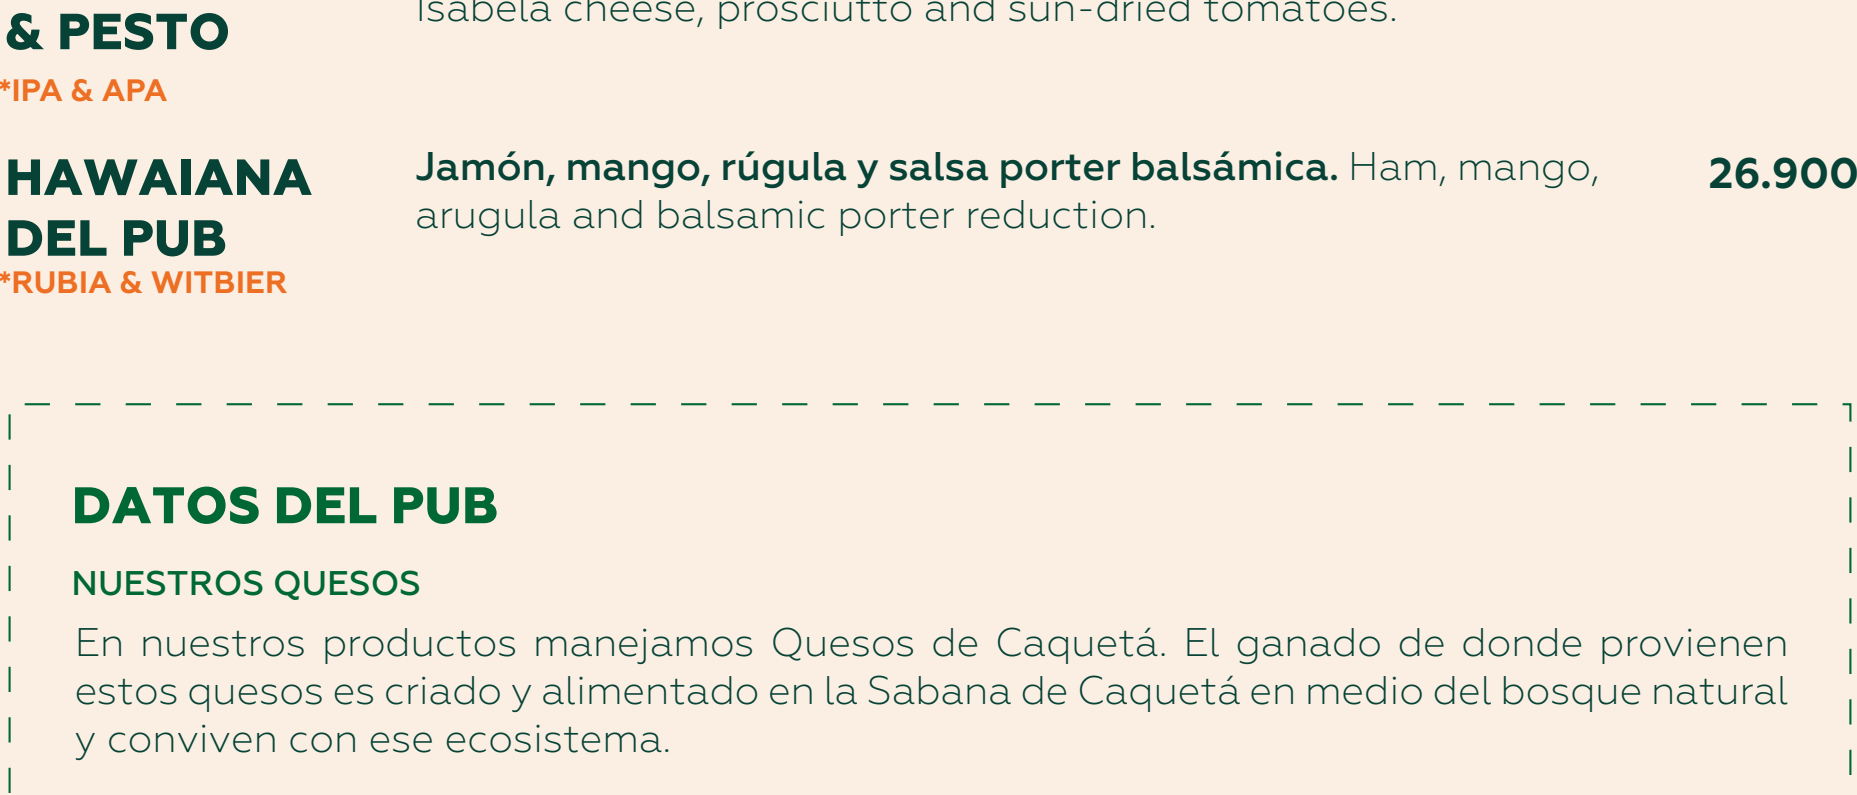 & PESTO
Isabela cheese, prosciutto and sun-dried tomatoes.
*IPA & APA
HAWAIANA
DEL PUB
*RUBIA & WITBIER
Jamón, mango, rúgula y salsa porter balsámica. Ham, mango,
arugula and balsamic porter reduction.
26.900
DATOS DEL PUB
NUESTROS QUESOS
En nuestros productos manejamos Quesos de Caquetá. El ganado de donde provienen
estos quesos es criado y alimentado en la Sabana de Caquetá en medio del bosque natural
y conviven con ese ecosistema.